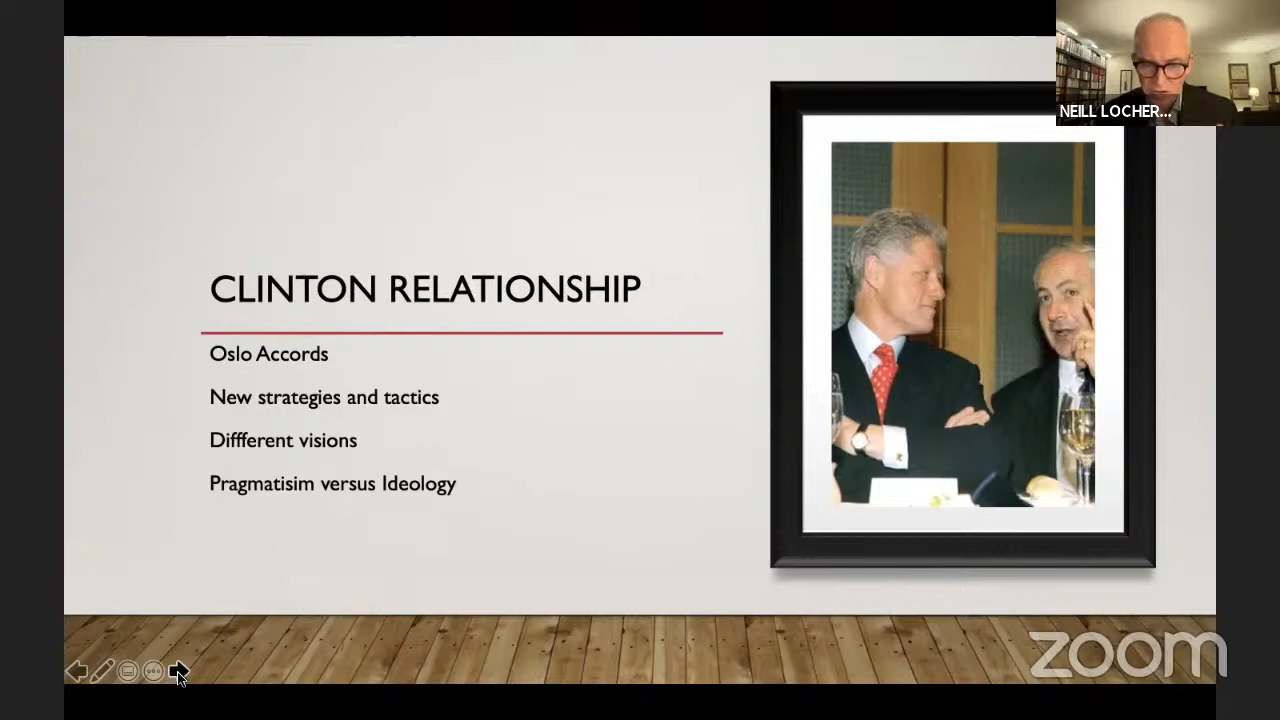 NEILL LOCHER...
CLINTON RELATIONSHIP
Oslo Accords
New strategies and tactics
Diffferent visions
Pragmatisim versus Ideology
zoom